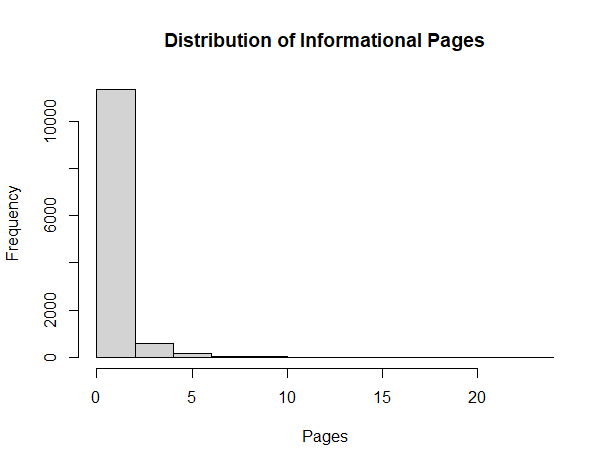 Distribution of Informational Pages
Frequency
10000
6000
2000
0
0 5 10 15 20
Pages